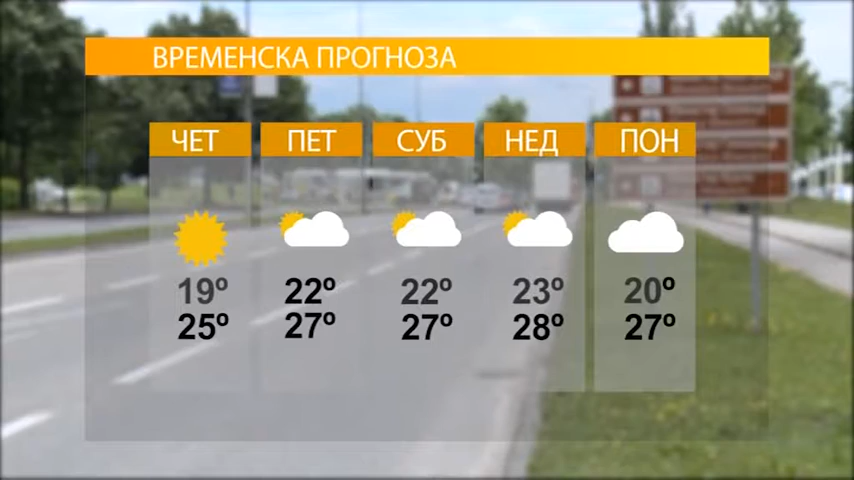 ВРЕМЕНСКА ПРОГНОЗА
ЧЕТ ПЕТ СУБ НЕД ПОН
19º 22º 22º 23º 20º
25º 27º 27º 28º 27º